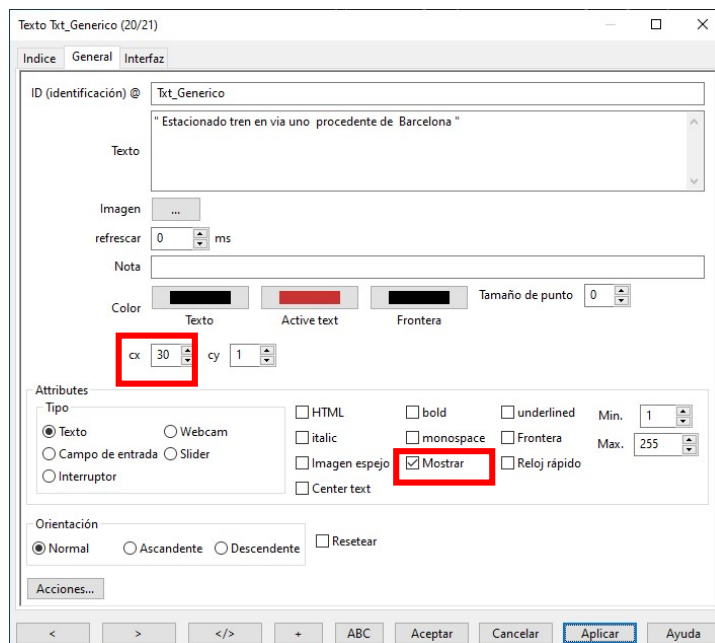 Texto Txt_Generico (20/21)
Indice General Interfaz
ID (identificación) @ Txt_Generico
" Estacionado tren en via uno  procedente de  Barcelona "
Texto
Imagen ...
refrescar 0 ms
Nota
Color Tamaño de punto 0
Texto Active text Frontera
cx 30 cy 1
Attributes
Tipo
HTML bold underlined Min. 1
Texto Webcam
italic monospace Frontera Max. 255
Campo de entrada Slider
Imagen espejo Mostrar Reloj rápido
Interruptor
Center text
Orientación
Normal Ascandente Descendente Resetear
Acciones...
< > </> + ABC Aceptar Cancelar Aplicar Ayuda